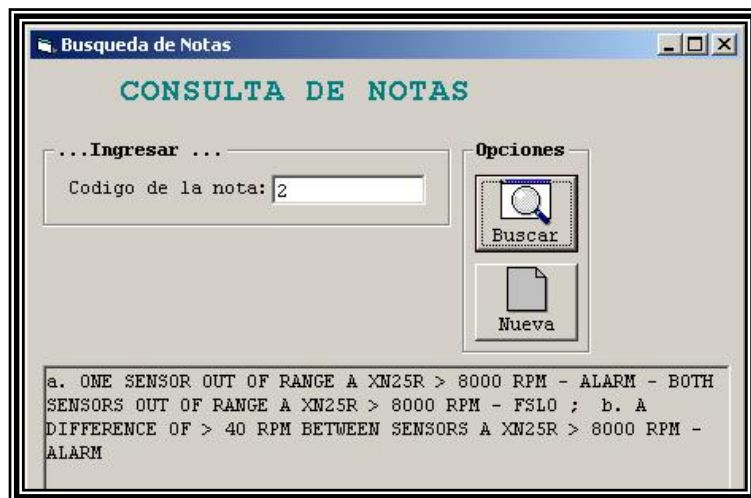 Busqueda de Notas
CONSULTA DE NOTAS
...Ingresar ...
Codigo de la nota: 2
Opciones
Buscar
Nueva
a. ONE SENSOR OUT OF RANGE A XN25R > 8000 RPM - ALARM - BOTH
SENSORS OUT OF RANGE A XN25R > 8000 RPM - FSLO ; b. A
DIFFERENCE OF > 40 RPM BETWEEN SENSORS A XN25R > 8000 RPM -
ALARM